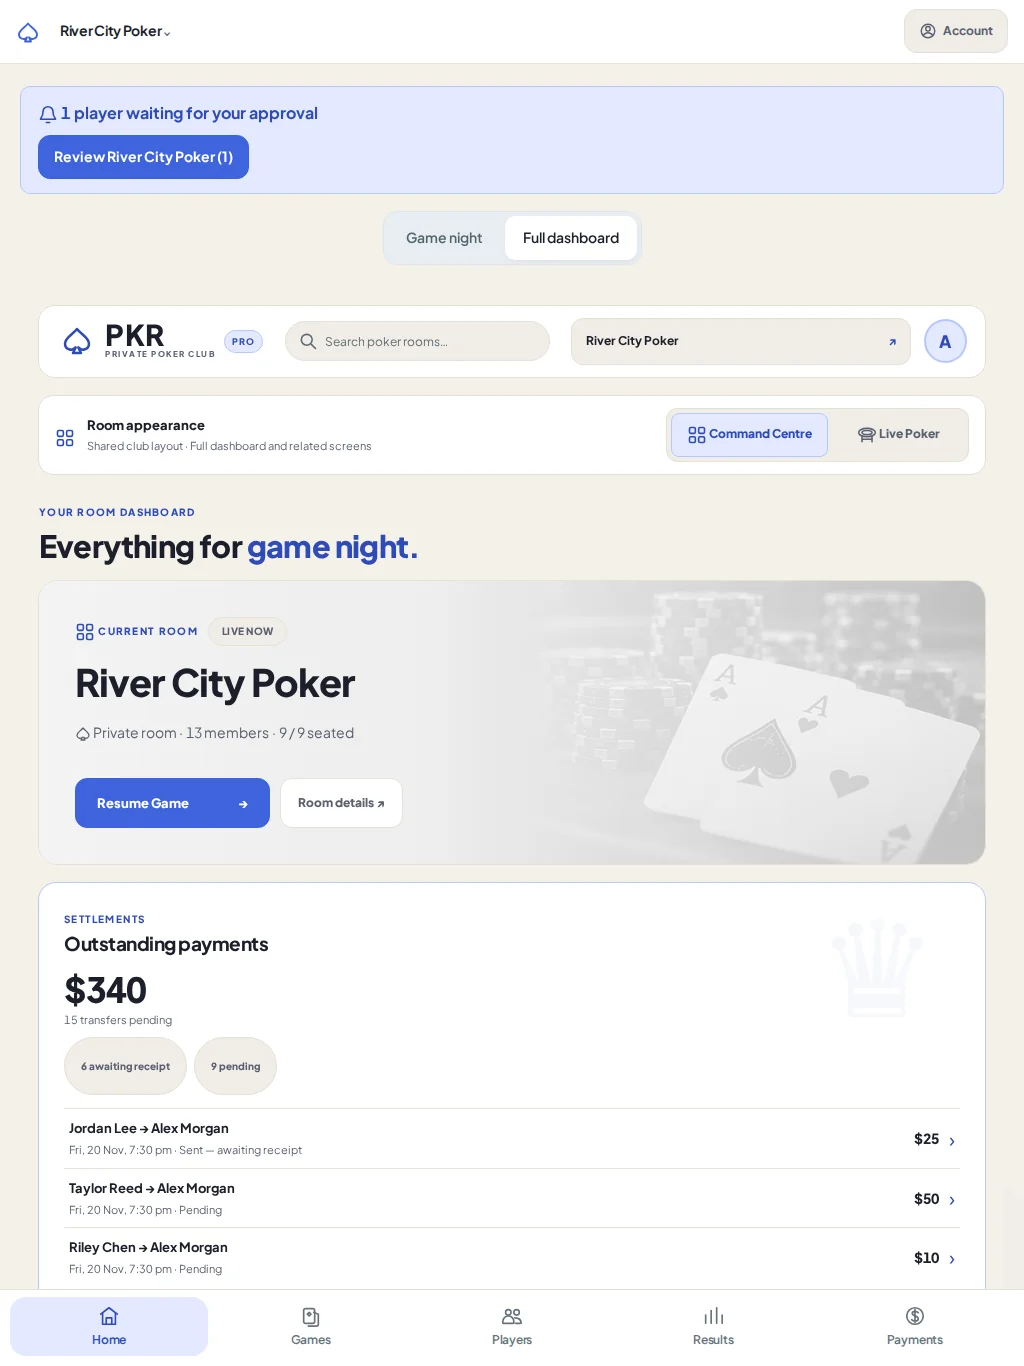 River City Poker
Account
1 player waiting for your approval
Review River City Poker (1)
Game night
Full dashboard
PKR
PRIVATE POKER CLUB
PRO
Search poker rooms...
River City Poker
A
Room appearance
Shared club layout · Full dashboard and related screens
Command Centre
Live Poker
YOUR ROOM DASHBOARD
Everything for game night.
CURRENT ROOM
LIVE NOW
River City Poker
Private room · 13 members · 9 / 9 seated
Resume Game →
Room details ↗
A
A
A
SETTLEMENTS
Outstanding payments
$340
15 transfers pending
6 awaiting receipt
9 pending
Jordan Lee → Alex Morgan
Fri, 20 Nov, 7:30 pm · Sent — awaiting receipt
$25 ›
Taylor Reed → Alex Morgan
Fri, 20 Nov, 7:30 pm · Pending
$50 ›
Riley Chen → Alex Morgan
Fri, 20 Nov, 7:30 pm · Pending
$10 ›
Home
Games
Players
Results
Payments